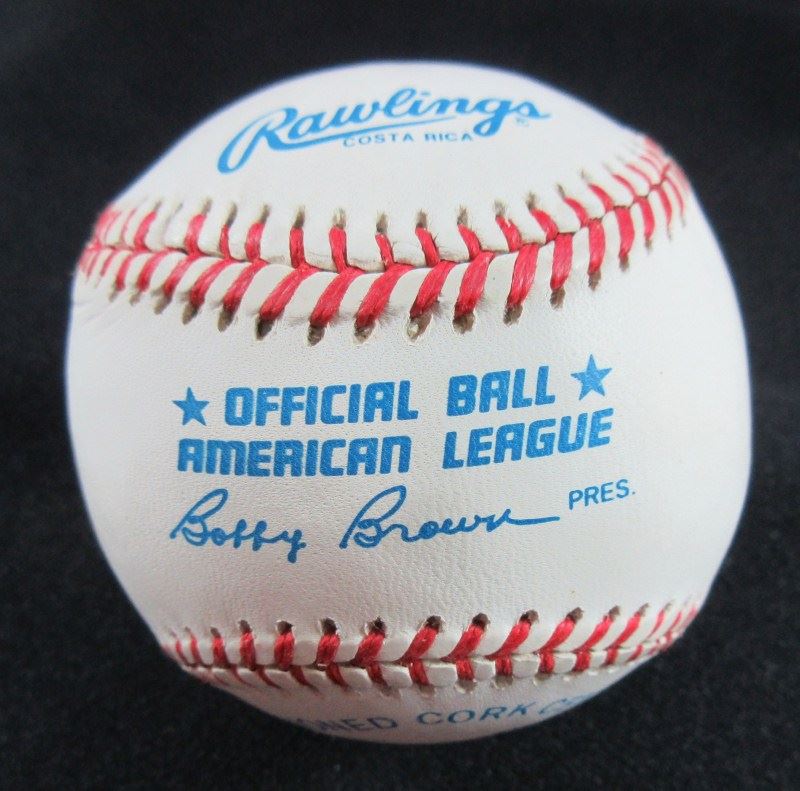 Rawlings
COSTA RICA
★ OFFICIAL BALL ★
AMERICAN LEAGUE
Bobby Brown PRES.
CORK